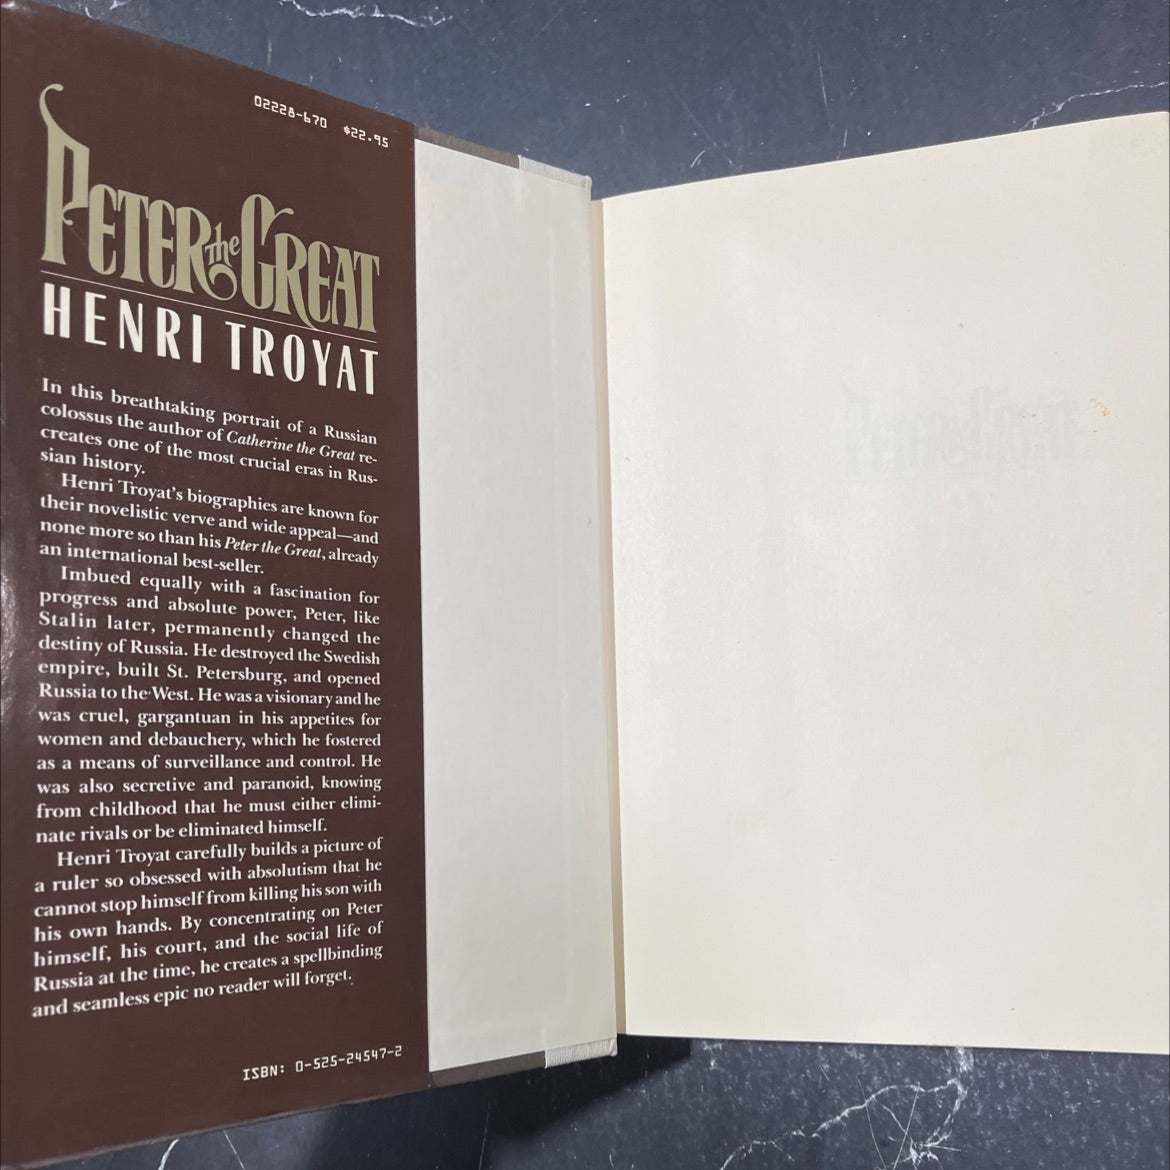 02228-670 $22.95
PETER the GREAT
HENRI TROYAT
In this breathtaking portrait of a Russian
colossus the author of Catherine the Great re-
creates one of the most crucial eras in Rus-
sian history.
Henri Troyat's biographies are known for
their novelistic verve and wide appeal—and
none more so than his Peter the Great, already
an international best-seller.
Imbued equally with a fascination for
progress and absolute power, Peter, like
Stalin later, permanently changed the
destiny of Russia. He destroyed the Swedish
empire, built St. Petersburg, and opened
Russia to the West. He was a visionary and he
was cruel, gargantuan in his appetites for
women and debauchery, which he fostered
as a means of surveillance and control. He
was also secretive and paranoid, knowing
from childhood that he must either elimi-
nate rivals or be eliminated himself.
Henri Troyat carefully builds a picture of
a ruler so obsessed with absolutism that he
cannot stop himself from killing his son with
his own hands. By concentrating on Peter
himself, his court, and the social life of
Russia at the time, he creates a spellbinding
and seamless epic no reader will forget.
ISBN: 0-525-24547-2